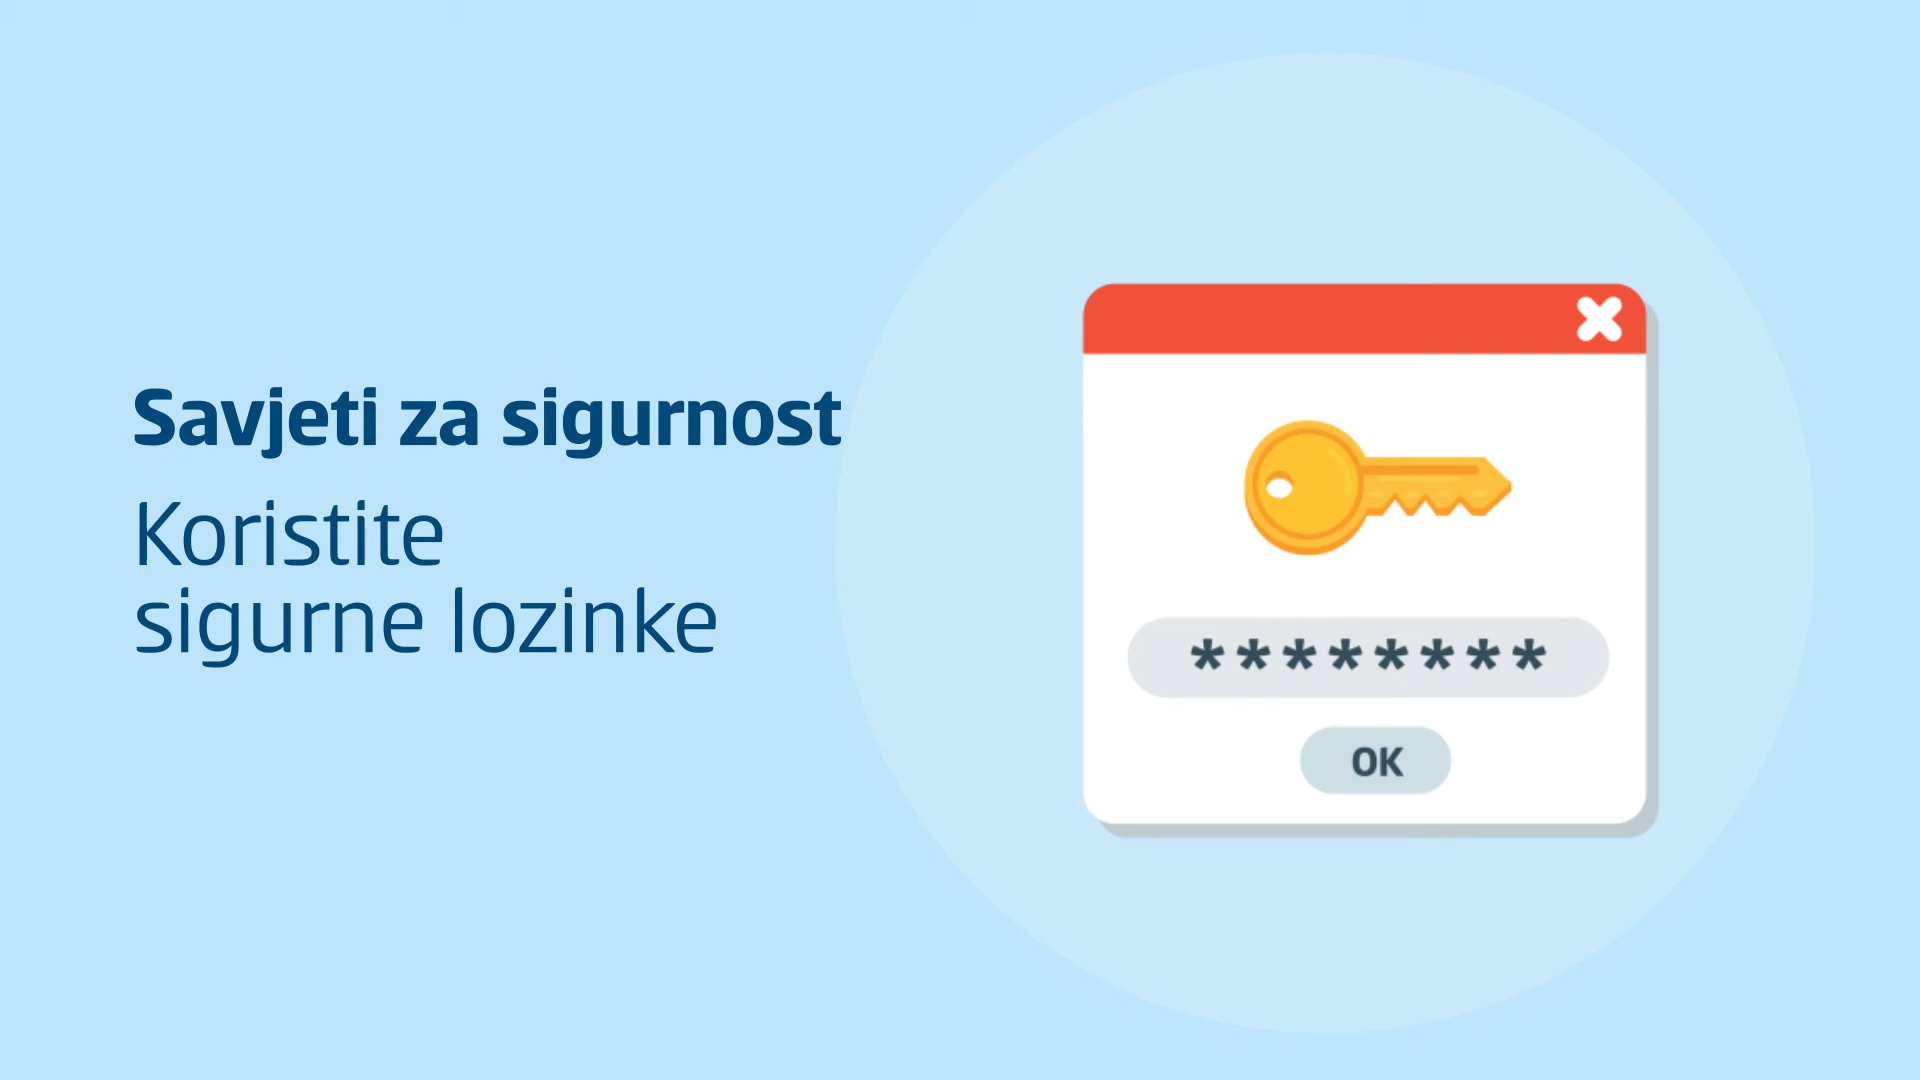 Savjeti za sigurnost
Koristite
sigurne lozinke
********
OK